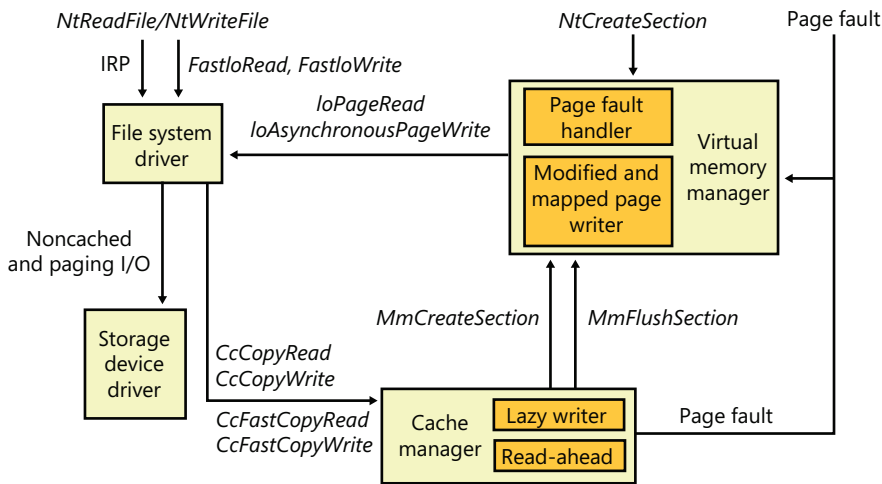 NtReadFile/NtWriteFile
IRP
FastIoRead, FastIoWrite
NtCreateSection
Page fault
IoPageRead
IoAsynchronousPageWrite
File system
driver
Page fault
handler
Modified and
mapped page
writer
Virtual
memory
manager
Noncached
and paging I/O
Storage
device
driver
MmCreateSection
MmFlushSection
CcCopyRead
CcCopyWrite
CcFastCopyRead
CcFastCopyWrite
Cache
manager
Lazy writer
Read-ahead
Page fault